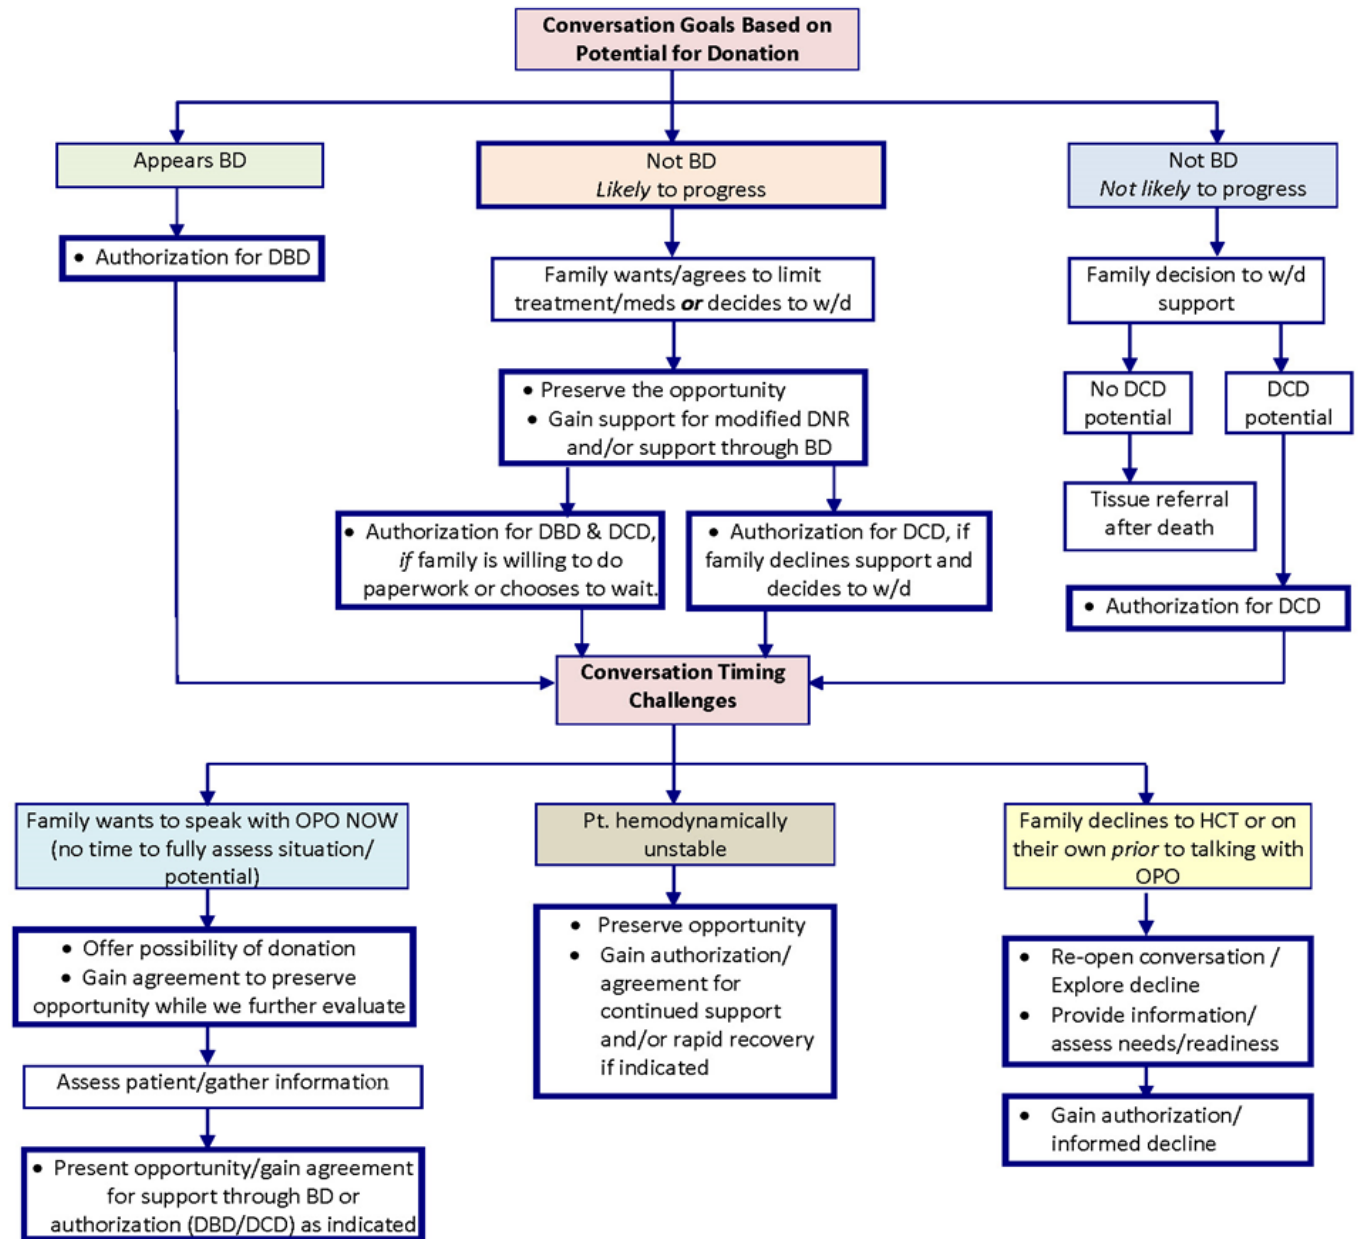 Conversation Goals Based on
Potential for Donation
Appears BD
Not BD
Likely to progress
Not BD
Not likely to progress
• Authorization for DBD
Family wants/agrees to limit
treatment/meds or decides to w/d
Family decision to w/d
support
• Preserve the opportunity
• Gain support for modified DNR
and/or support through BD
No DCD
potential
DCD
potential
Tissue referral
after death
• Authorization for DBD & DCD,
if family is willing to do
paperwork or chooses to wait.
• Authorization for DCD, if
family declines support and
decides to w/d
• Authorization for DCD
Conversation Timing
Challenges
Family wants to speak with OPO NOW
(no time to fully assess situation/
potential)
Pt. hemodynamically
unstable
Family declines to HCT or on
their own prior to talking with
OPO
• Offer possibility of donation
• Gain agreement to preserve
opportunity while we further evaluate
• Preserve opportunity
• Gain authorization/
agreement for
continued support
and/or rapid recovery
if indicated
• Re-open conversation /
Explore decline
• Provide information/
assess needs/readiness
Assess patient/gather information
• Gain authorization/
informed decline
• Present opportunity/gain agreement
for support through BD or
authorization (DBD/DCD) as indicated